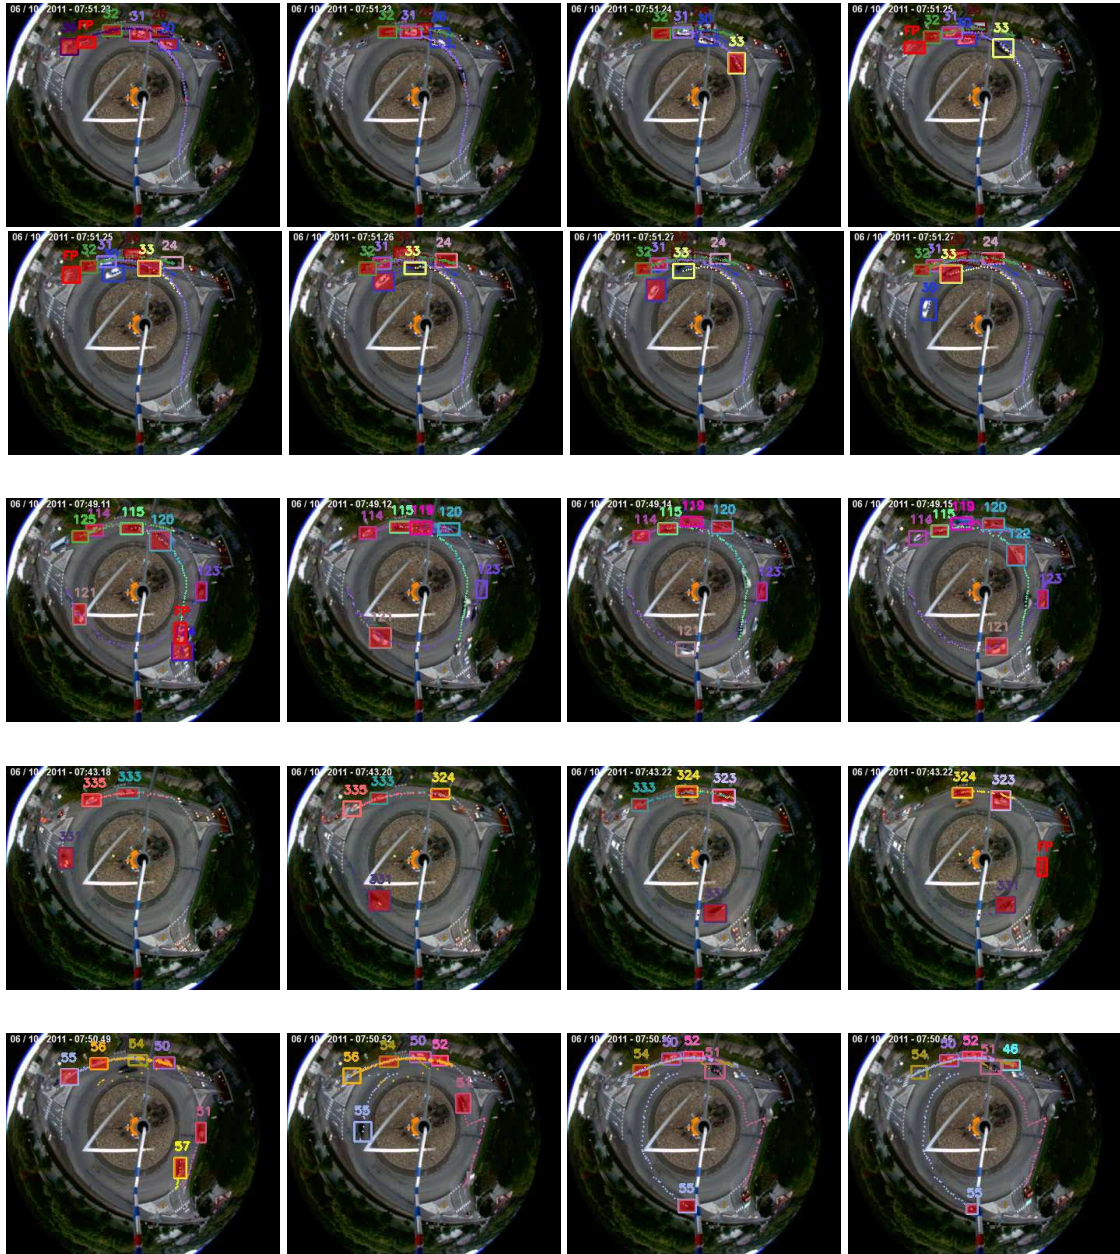 06 / 10 / 2011 - 07:51.23
FP 32 31 30
06 / 10 / 2011 - 07:51.23
32 31 30
06 / 10 / 2011 - 07:51.24
32 31 30 33
06 / 10 / 2011 - 07:51.25
FP 32 33
06 / 10 / 2011 - 07:51.25
FP 32 31 33 24
06 / 10 / 2011 - 07:51.26
32 31 33 24
06 / 10 / 2011 - 07:51.27
32 31 33 24
06 / 10 / 2011 - 07:51.27
32 31 33 24 30
06 / 10 / 2011 - 07:49.11
125 114 115 120 121 123 FP
06 / 10 / 2011 - 07:49.12
114 115 119 120 121 123
06 / 10 / 2011 - 07:49.14
114 115 119 120 121 123
06 / 10 / 2011 - 07:49.15
114 115 119 120 122 121 123
06 / 10 / 2011 - 07:43.18
335 333 331
06 / 10 / 2011 - 07:43.20
335 333 324 331
06 / 10 / 2011 - 07:43.22
333 324 323 331
06 / 10 / 2011 - 07:43.22
324 323 FP 331
06 / 10 / 2011 - 07:50.49
55 56 54 50 51 57
06 / 10 / 2011 - 07:50.52
56 54 50 52 51 55
54 50 52 51 55
54 50 52 51 46 55